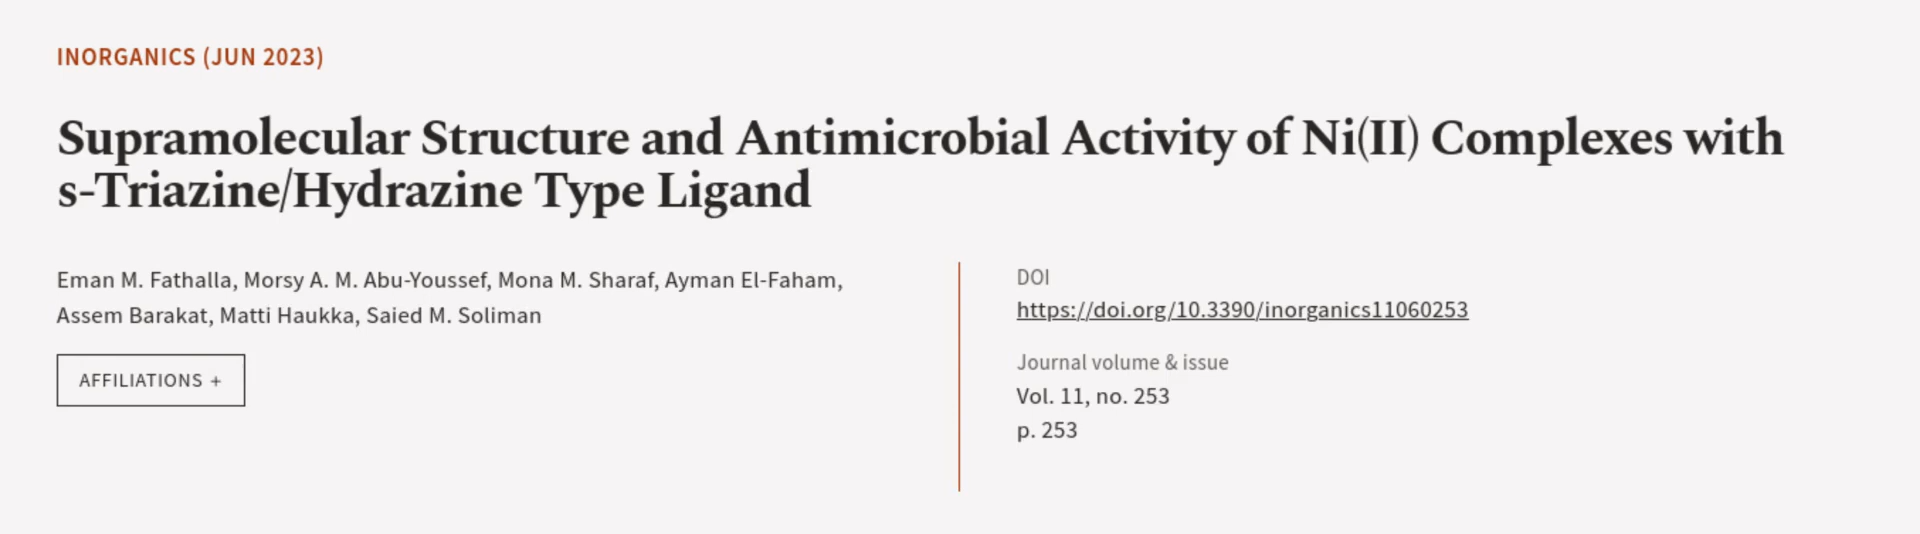 INORGANICS (JUN 2023)
Supramolecular Structure and Antimicrobial Activity of Ni(II) Complexes with
s-Triazine/Hydrazine Type Ligand
Eman M. Fathalla, Morsy A. M. Abu-Youssef, Mona M. Sharaf, Ayman El-Faham,
Assem Barakat, Matti Haukka, Saied M. Soliman
AFFILIATIONS +
DOI
https://doi.org/10.3390/inorganics11060253
Journal volume & issue
Vol. 11, no. 253
p. 253